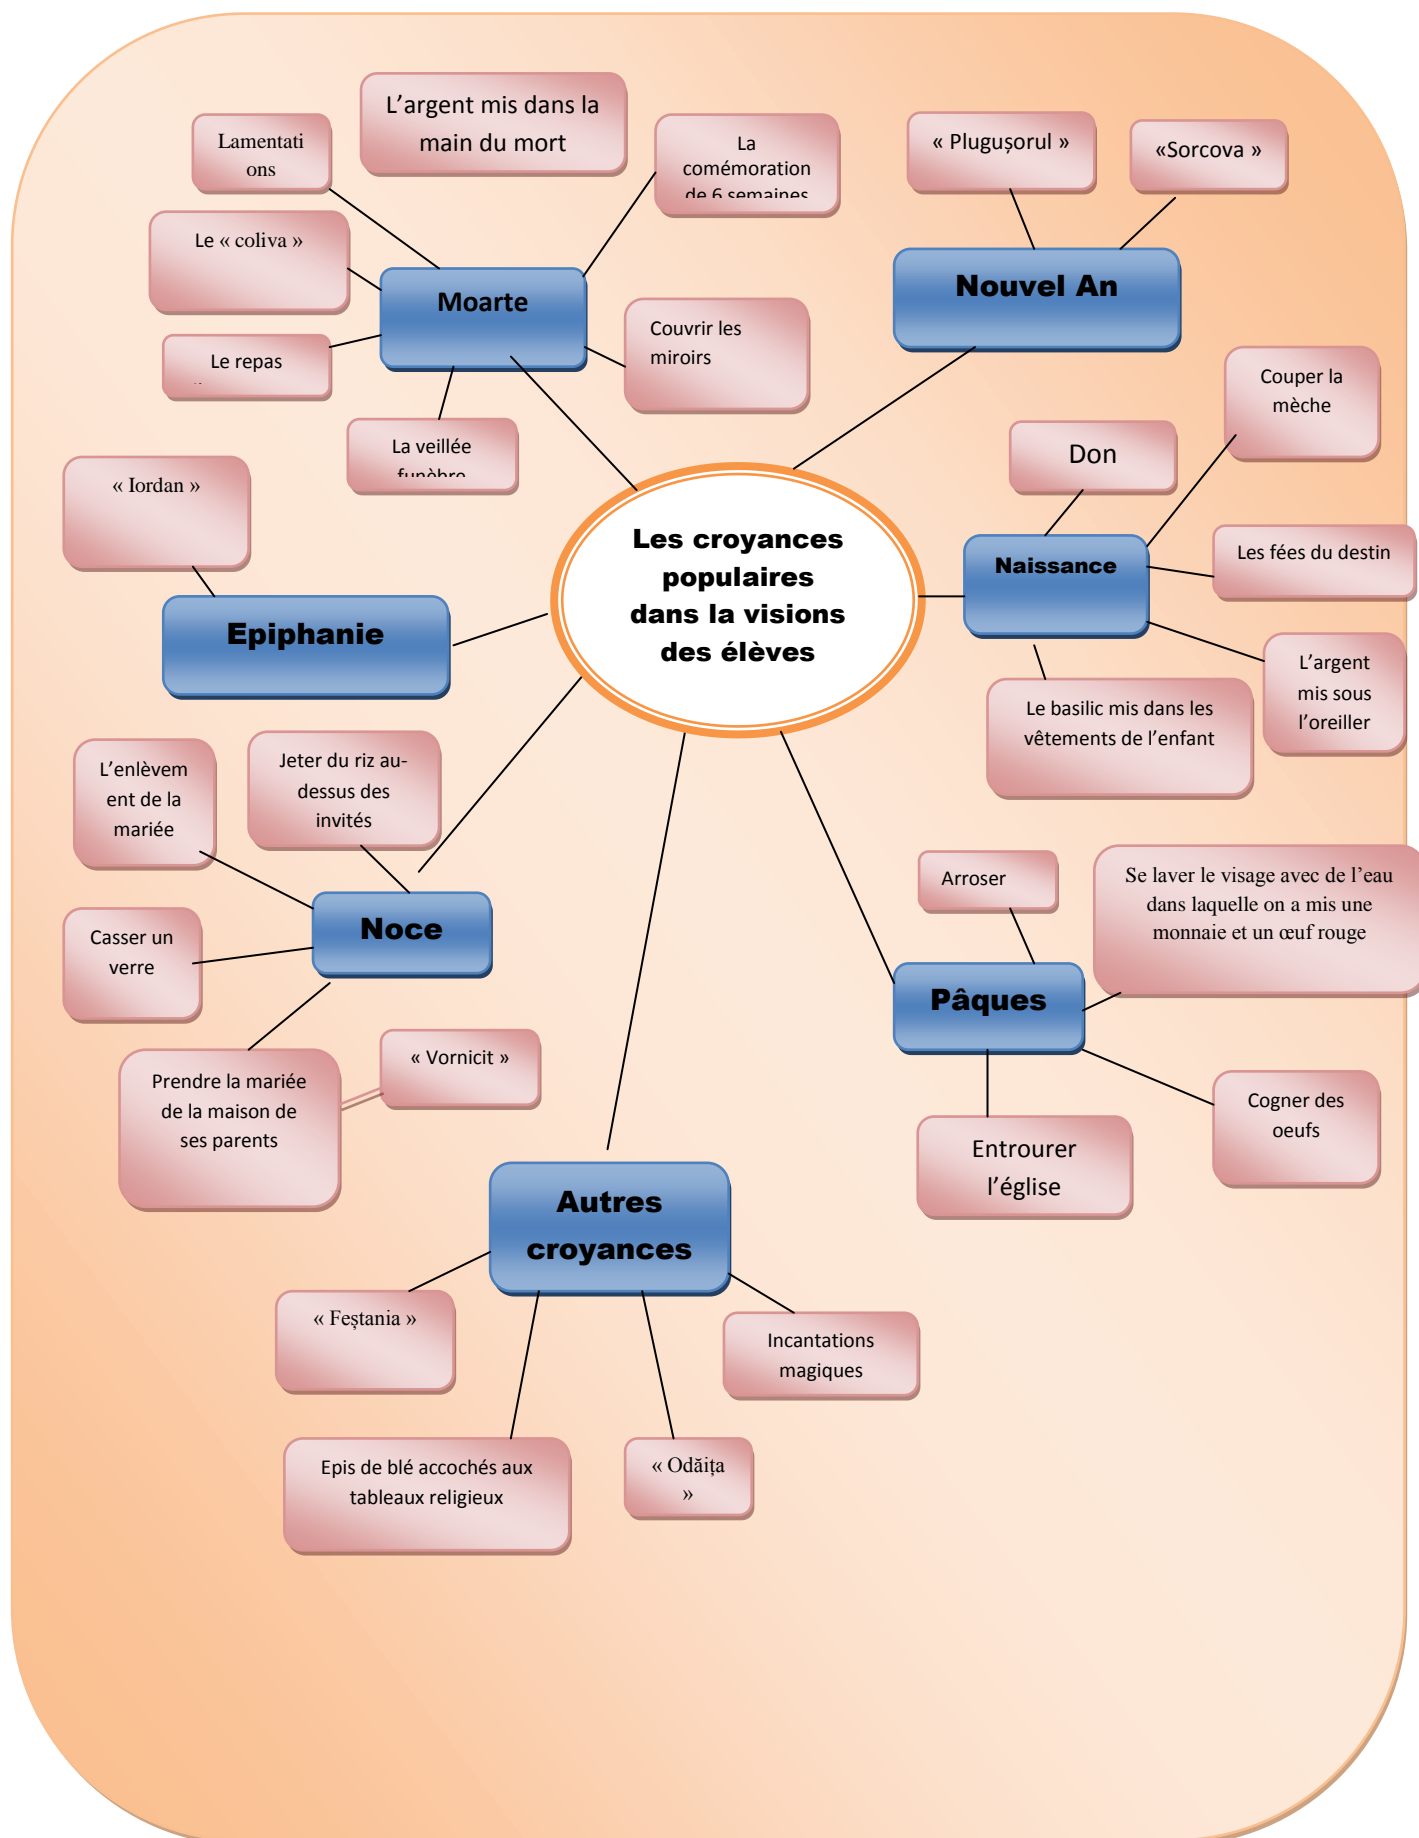 L'argent mis dans la
main du mort
Lamentati
ons
La
comémoration
de 6 semaines
« Plugușorul »
«Sorcova »
Le « coliva »
Moarte
Nouvel An
Le repas
Couvrir les
miroirs
La veillée
funèbre
Couper la
mèche
Don
« Iordan »
Les croyances
populaires
dans la visions
des élèves
Naissance
Les fées du destin
Epiphanie
L'argent
mis sous
l'oreiller
Le basilic mis dans les
vêtements de l'enfant
L'enlèvem
ent de la
mariée
Jeter du riz au-
dessus des
invités
Arroser
Se laver le visage avec de l'eau
dans laquelle on a mis une
monnaie et un œuf rouge
Noce
Casser un
verre
Pâques
Prendre la mariée
de la maison de
ses parents
« Vornicit »
Cogner des
oeufs
Entrourer
l'église
Autres
croyances
« Feștania »
Incantations
magiques
Epis de blé accochés aux
tableaux religieux
« Odăița
»